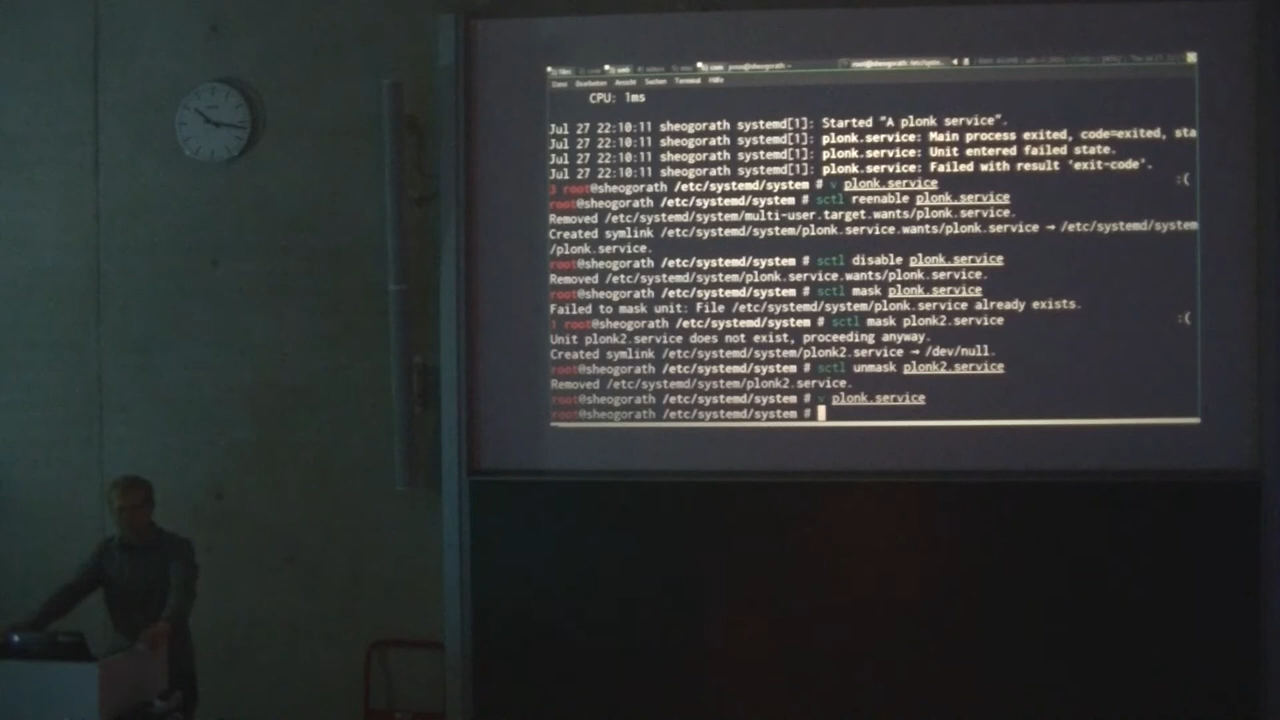 Datei Bearbeiten Ansicht Suchen Terminal Hilfe
CPU: 1ms
Jul 27 22:10:11 sheogorath systemd[1]: Started "A plonk service".
Jul 27 22:10:11 sheogorath systemd[1]: plonk.service: Main process exited, code=exited, sta
Jul 27 22:10:11 sheogorath systemd[1]: plonk.service: Unit entered failed state.
Jul 27 22:10:11 sheogorath systemd[1]: plonk.service: Failed with result 'exit-code'.
3 root@sheogorath /etc/systemd/system # v plonk.service :(
root@sheogorath /etc/systemd/system # sctl reenable plonk.service
Removed /etc/systemd/system/multi-user.target.wants/plonk.service.
Created symlink /etc/systemd/system/plonk.service.wants/plonk.service → /etc/systemd/system
/plonk.service.
root@sheogorath /etc/systemd/system # sctl disable plonk.service
Removed /etc/systemd/system/plonk.service.wants/plonk.service.
root@sheogorath /etc/systemd/system # sctl mask plonk.service
Failed to mask unit: File /etc/systemd/system/plonk.service already exists.
1 root@sheogorath /etc/systemd/system # sctl mask plonk2.service :(
Unit plonk2.service does not exist, proceeding anyway.
Created symlink /etc/systemd/system/plonk2.service → /dev/null.
root@sheogorath /etc/systemd/system # sctl unmask plonk2.service
Removed /etc/systemd/system/plonk2.service.
root@sheogorath /etc/systemd/system # v plonk.service
root@sheogorath /etc/systemd/system #